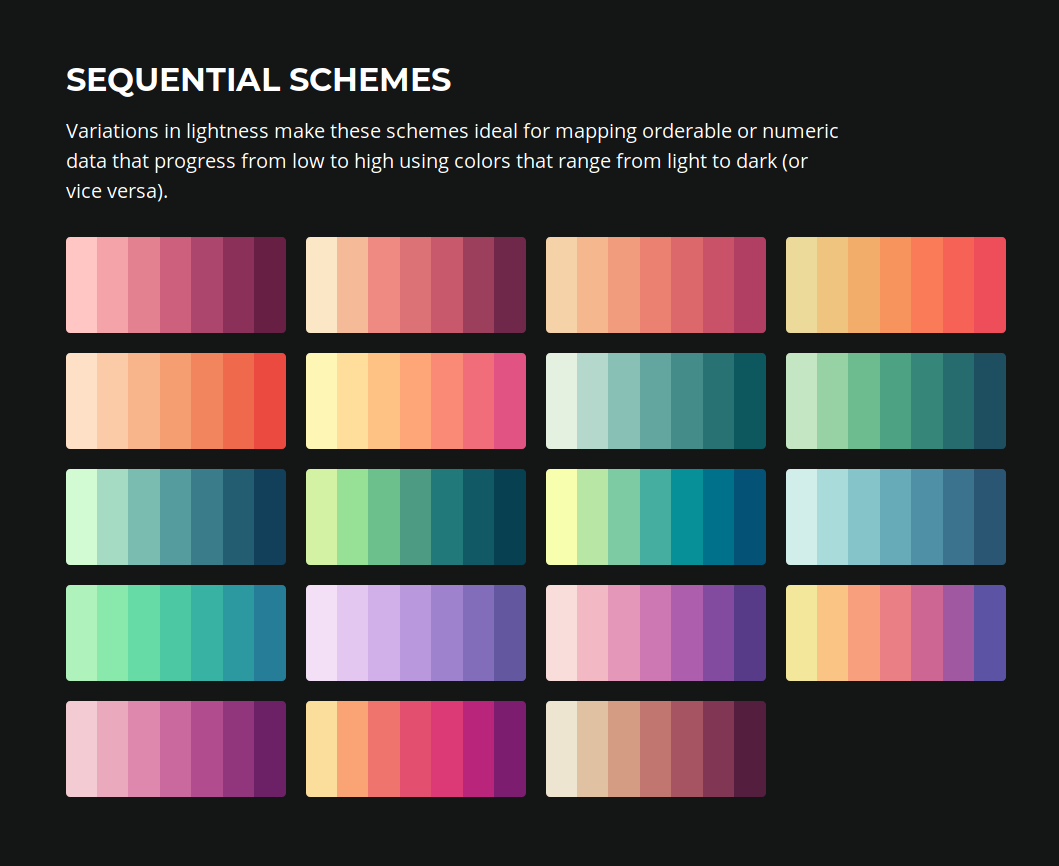 SEQUENTIAL SCHEMES
Variations in lightness make these schemes ideal for mapping orderable or numeric
data that progress from low to high using colors that range from light to dark (or
vice versa).